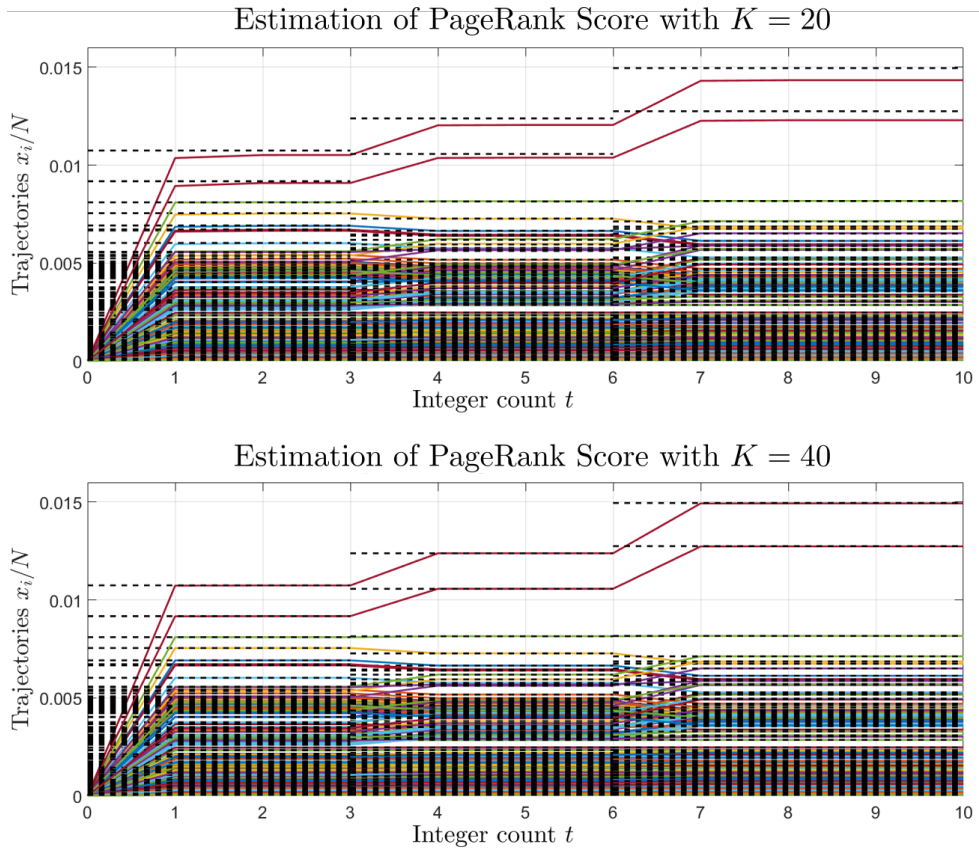 Estimation of PageRank Score with K = 20
Trajectories x_i/N
0.015
0.01
0.005
0
0 1 2 3 4 5 6 7 8 9 10
Integer count t
Estimation of PageRank Score with K = 40
Trajectories x_i/N
0.015
0.01
0.005
0
0 1 2 3 4 5 6 7 8 9 10
Integer count t